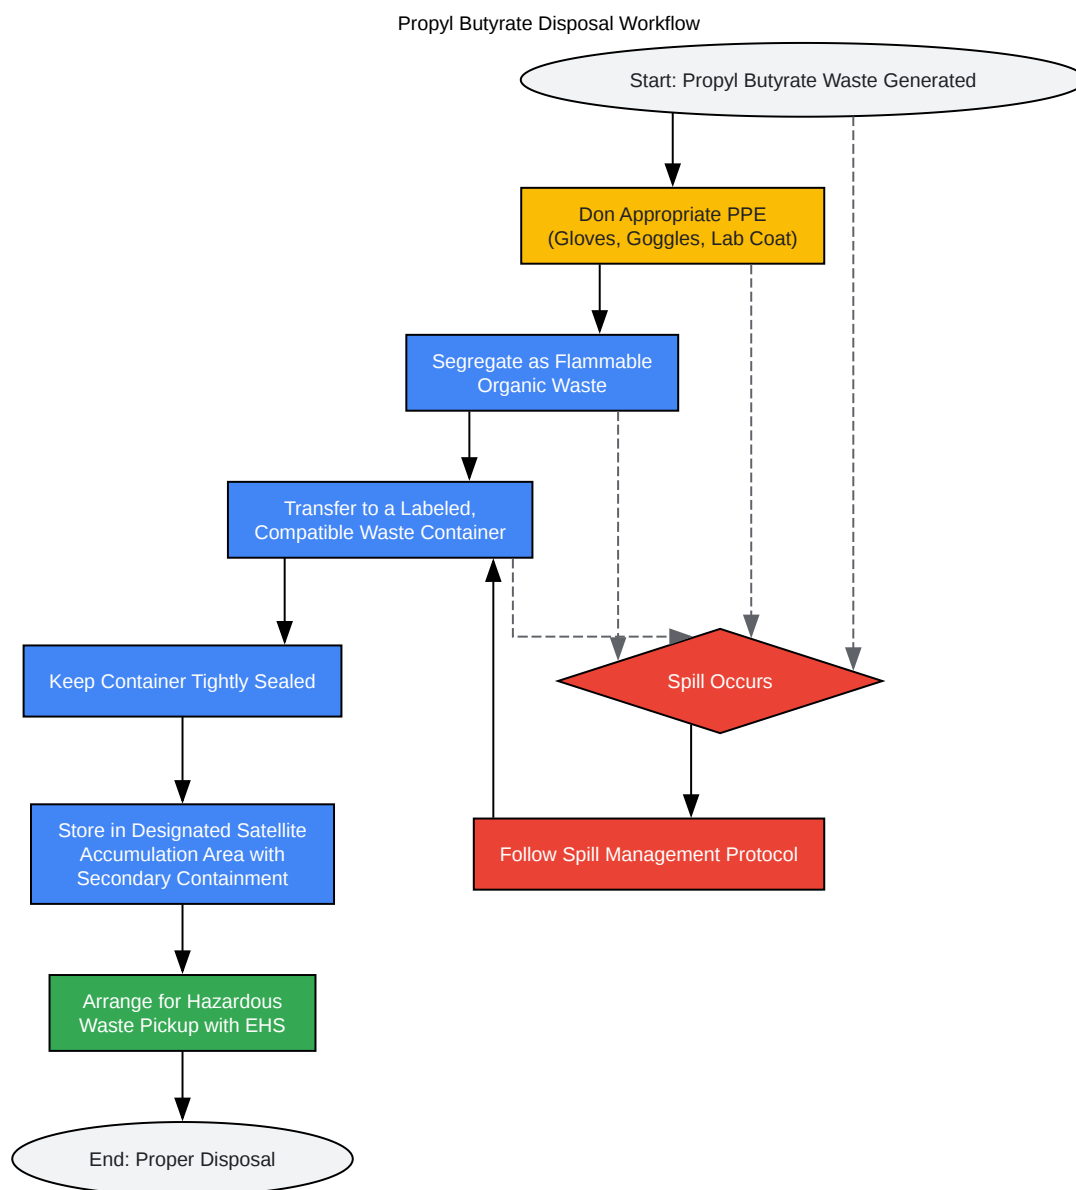 Propyl Butyrate Disposal Workflow
Start: Propyl Butyrate Waste Generated
Don Appropriate PPE
(Gloves, Goggles, Lab Coat)
Segregate as Flammable
Organic Waste
Transfer to a Labeled,
Compatible Waste Container
Keep Container Tightly Sealed
Spill Occurs
Store in Designated Satellite
Accumulation Area with
Secondary Containment
Follow Spill Management Protocol
Arrange for Hazardous
Waste Pickup with EHS
End: Proper Disposal